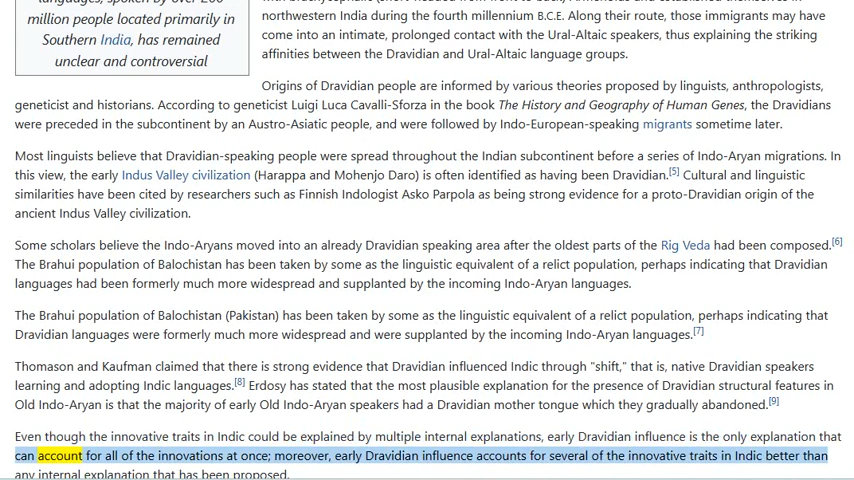 languages, spoken by over 200
million people located primarily in
Southern India, has remained
unclear and controversial
northwestern India during the fourth millennium B.C.E. Along their route, those immigrants may have
come into an intimate, prolonged contact with the Ural-Altaic speakers, thus explaining the striking
affinities between the Dravidian and Ural-Altaic language groups.
Origins of Dravidian people are informed by various theories proposed by linguists, anthropologists,
geneticist and historians. According to geneticist Luigi Luca Cavalli-Sforza in the book The History and Geography of Human Genes, the Dravidians
were preceded in the subcontinent by an Austro-Asiatic people, and were followed by Indo-European-speaking migrants sometime later.
Most linguists believe that Dravidian-speaking people were spread throughout the Indian subcontinent before a series of Indo-Aryan migrations. In
this view, the early Indus Valley civilization (Harappa and Mohenjo Daro) is often identified as having been Dravidian.[5] Cultural and linguistic
similarities have been cited by researchers such as Finnish Indologist Asko Parpola as being strong evidence for a proto-Dravidian origin of the
ancient Indus Valley civilization.
Some scholars believe the Indo-Aryans moved into an already Dravidian speaking area after the oldest parts of the Rig Veda had been composed.[6]
The Brahui population of Balochistan has been taken by some as the linguistic equivalent of a relict population, perhaps indicating that Dravidian
languages had been formerly much more widespread and supplanted by the incoming Indo-Aryan languages.
The Brahui population of Balochistan (Pakistan) has been taken by some as the linguistic equivalent of a relict population, perhaps indicating that
Dravidian languages were formerly much more widespread and were supplanted by the incoming Indo-Aryan languages.[7]
Thomason and Kaufman claimed that there is strong evidence that Dravidian influenced Indic through "shift," that is, native Dravidian speakers
learning and adopting Indic languages.[8] Erdosy has stated that the most plausible explanation for the presence of Dravidian structural features in
Old Indo-Aryan is that the majority of early Old Indo-Aryan speakers had a Dravidian mother tongue which they gradually abandoned.[9]
Even though the innovative traits in Indic could be explained by multiple internal explanations, early Dravidian influence is the only explanation that
can account for all of the innovations at once; moreover, early Dravidian influence accounts for several of the innovative traits in Indic better than
any internal explanation that has been proposed.